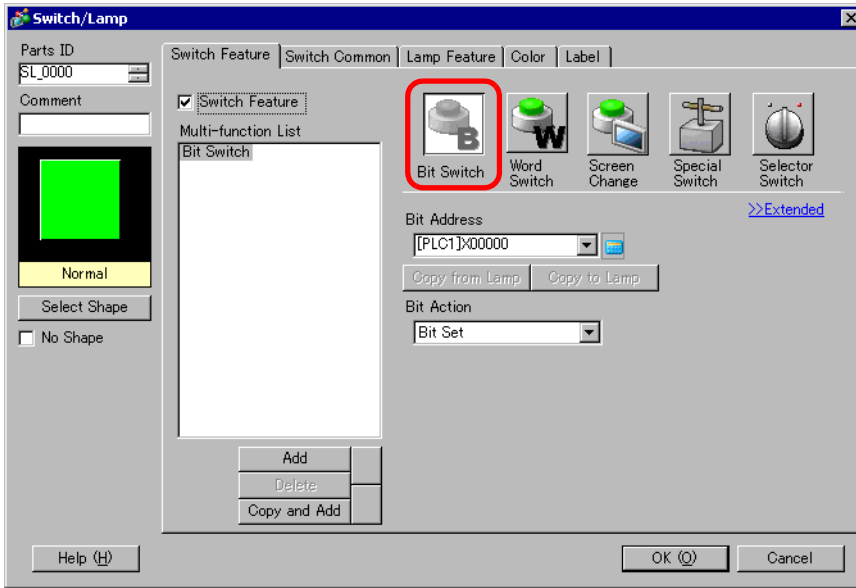 Switch/Lamp
Parts ID
SL_0000
Comment
Normal
Select Shape
No Shape
Switch Feature
Switch Common
Lamp Feature
Color
Label
Switch Feature
Multi-function List
Bit Switch
Add
Delete
Copy and Add
B
Bit Switch
W
Word
Switch
Screen
Change
Special
Switch
Selector
Switch
>>Extended
Bit Address
[PLC1]X00000
Copy from Lamp
Copy to Lamp
Bit Action
Bit Set
Help (H)
OK (O)
Cancel